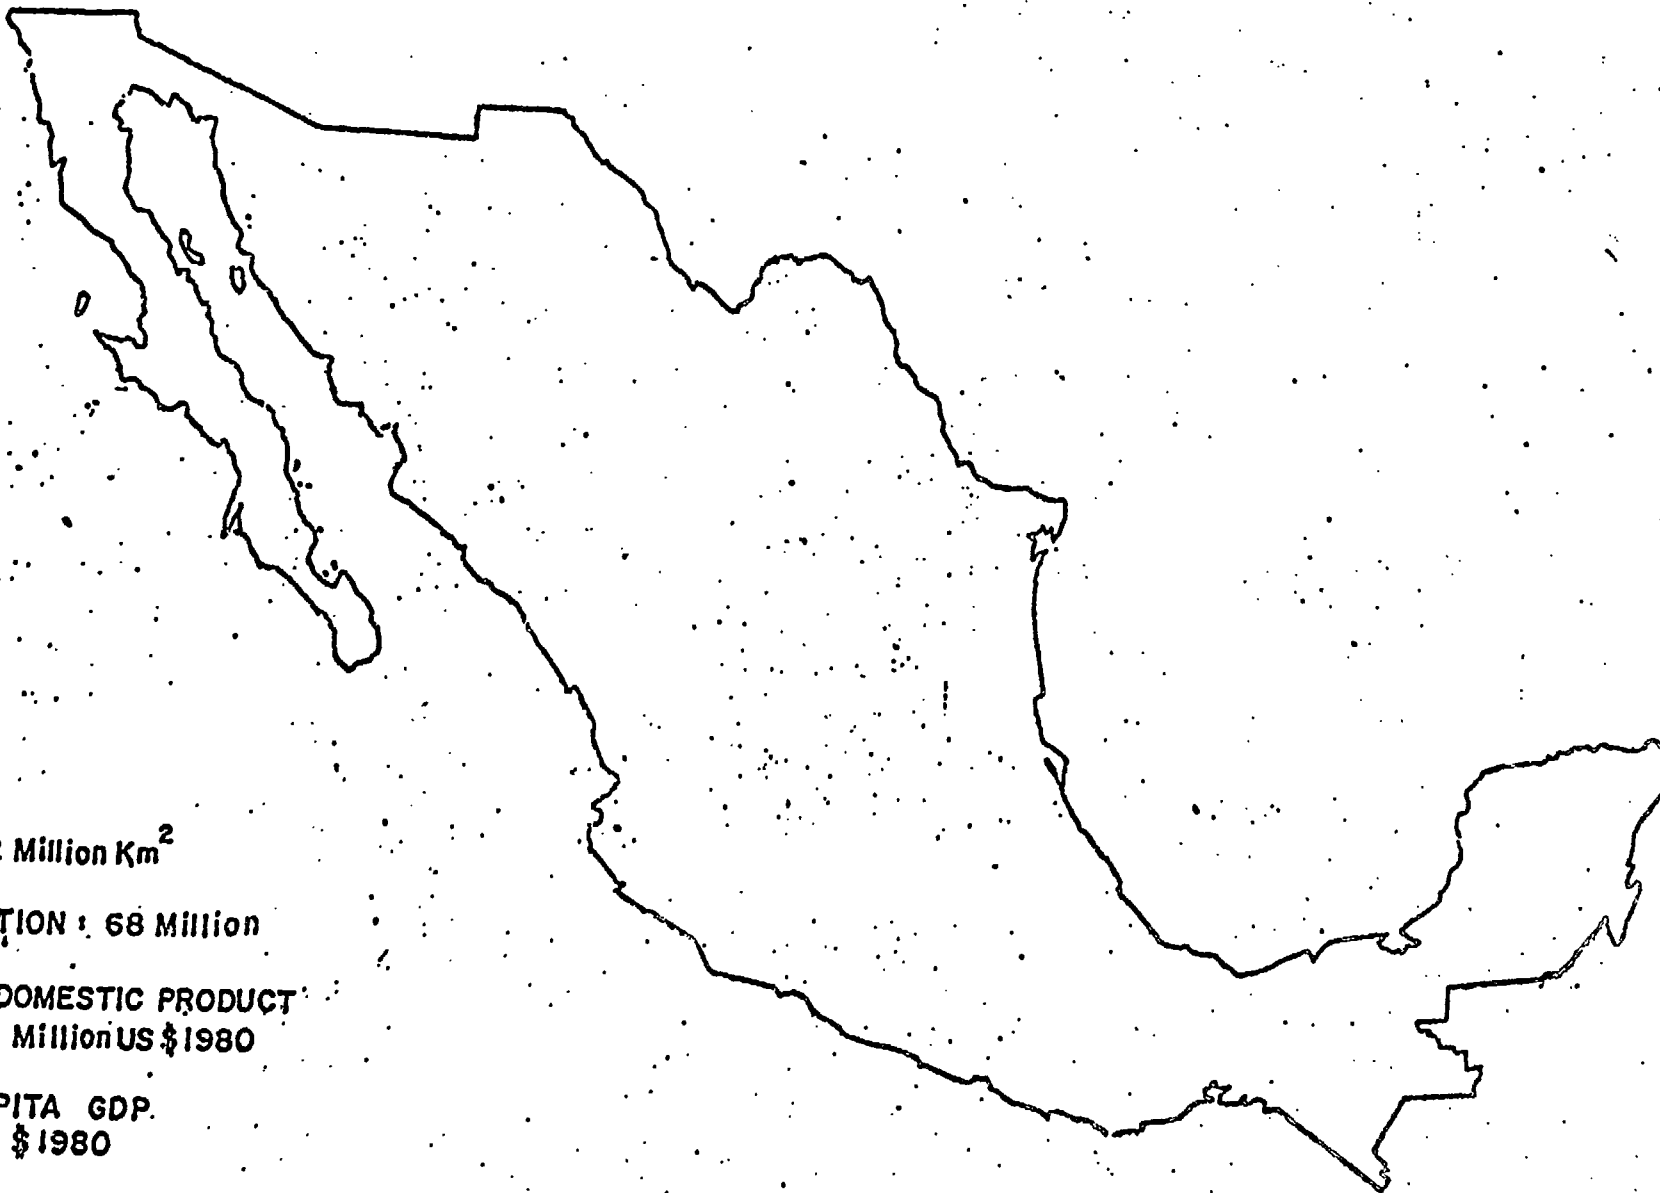 Million Km²
TION: 68 Million
DOMESTIC PRODUCT
Million US $1980
PITA GDP.
$1980